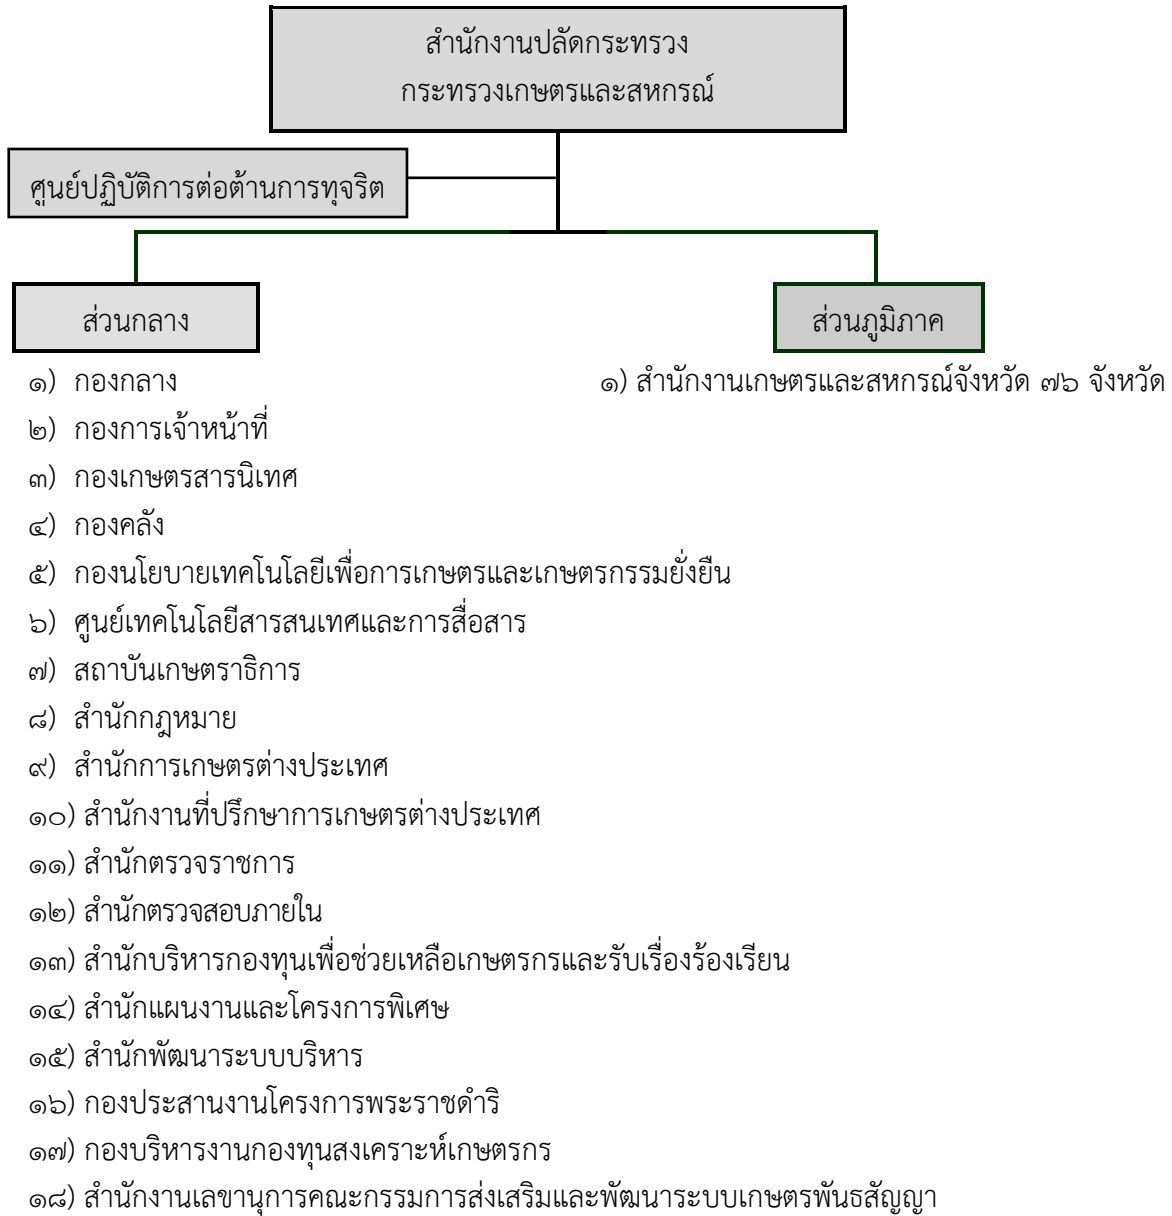 สำนักงานปลัดกระทรวง
กระทรวงเกษตรและสหกรณ์
ศูนย์ปฏิบัติการต่อต้านการทุจริต
ส่วนกลาง
ส่วนภูมิภาค
๑) กองกลาง
๒) กองการเจ้าหน้าที่
๓) กองเกษตรสารนิเทศ
๔) กองคลัง
๕) กองนโยบายเทคโนโลยีเพื่อการเกษตรและเกษตรกรรมยั่งยืน
๖) ศูนย์เทคโนโลยีสารสนเทศและการสื่อสาร
๗) สถาบันเกษตราธิการ
๘) สำนักกฎหมาย
๙) สำนักการเกษตรต่างประเทศ
๑๐) สำนักงานที่ปรึกษาการเกษตรต่างประเทศ
๑๑) สำนักตรวจราชการ
๑๒) สำนักตรวจสอบภายใน
๑๓) สำนักบริหารกองทุนเพื่อช่วยเหลือเกษตรกรและรับเรื่องร้องเรียน
๑๔) สำนักแผนงานและโครงการพิเศษ
๑๕) สำนักพัฒนาระบบบริหาร
๑๖) กองประสานงานโครงการพระราชดำริ
๑๗) กองบริหารงานกองทุนสงเคราะห์เกษตรกร
๑๘) สำนักงานเลขานุการคณะกรรมการส่งเสริมและพัฒนาระบบเกษตรพันธสัญญา
๑) สำนักงานเกษตรและสหกรณ์จังหวัด ๗๖ จังหวัด